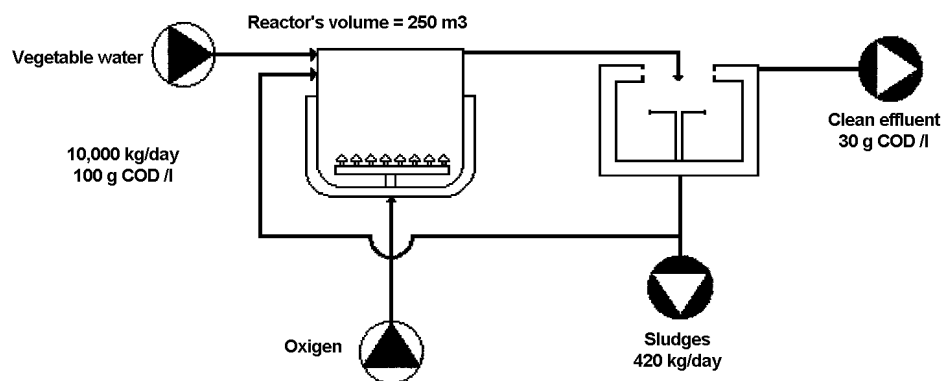 Reactor's volume = 250 m3
Vegetable water
10,000 kg/day
100 g COD /l
Clean effluent
30 g COD /l
Oxigen
Sludges
420 kg/day